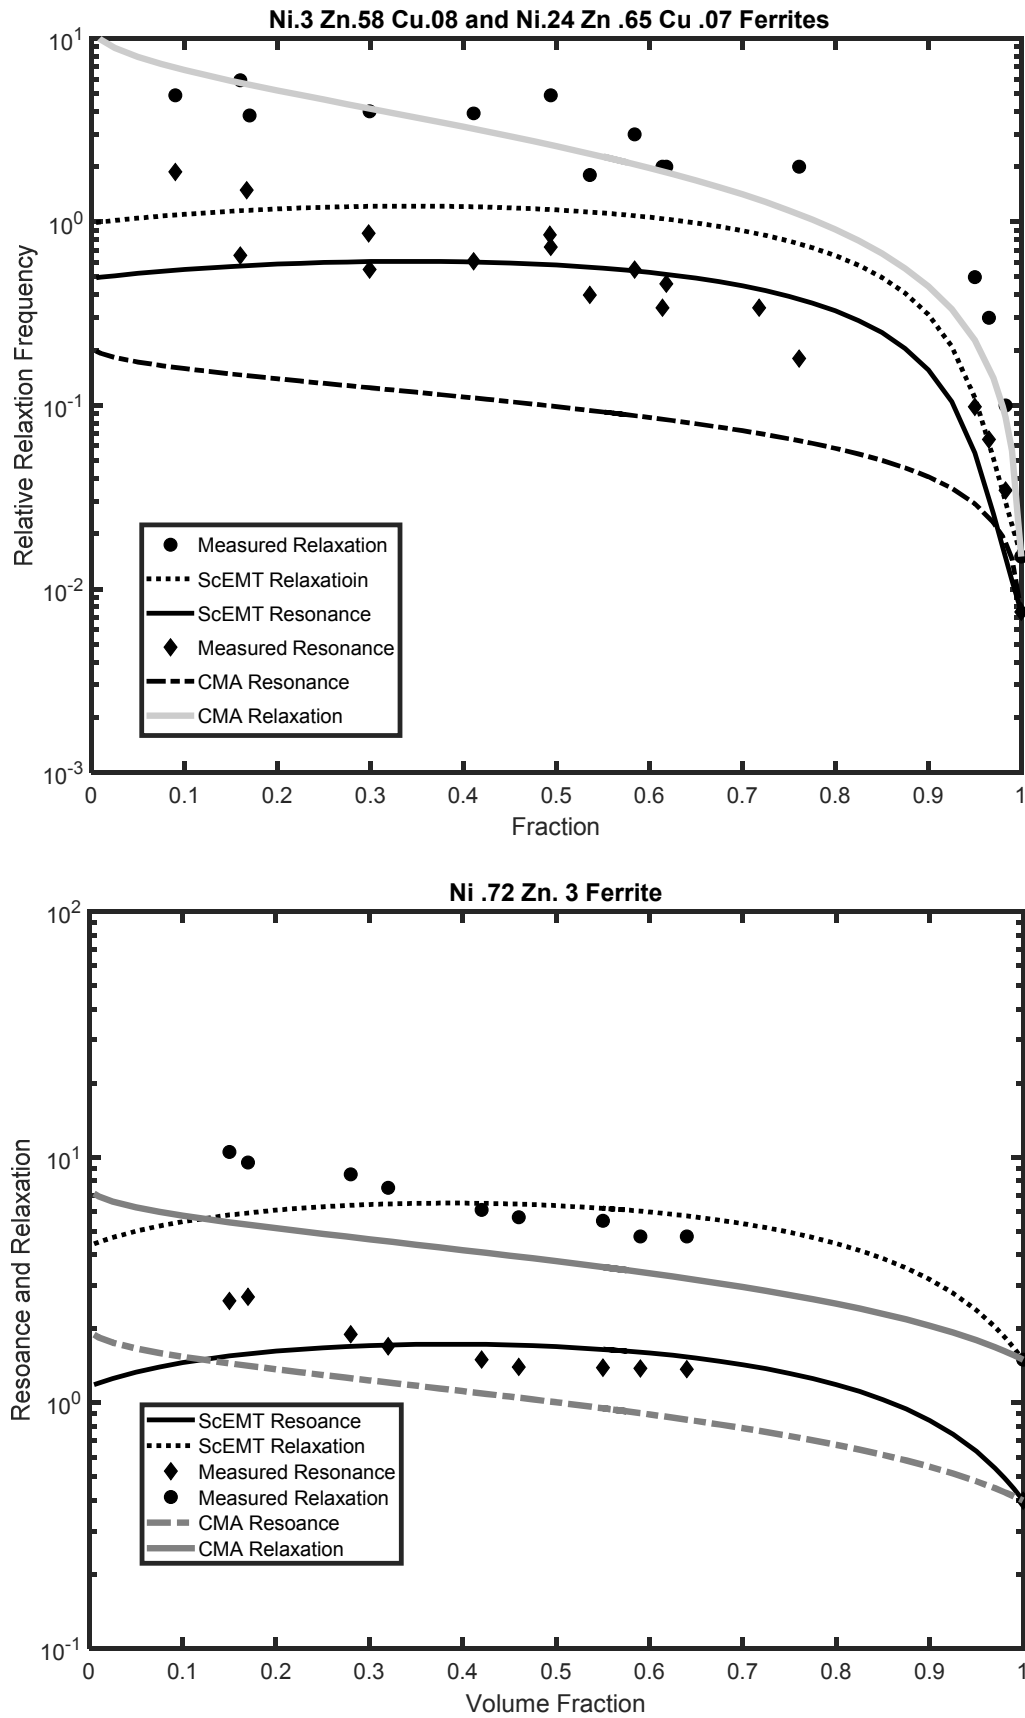 Ni.3 Zn.58 Cu.08 and Ni.24 Zn .65 Cu .07 Ferrites
10^1
10^0
10^-1
10^-2
10^-3
Relative Relaxtion Frequency
Measured Relaxation
ScEMT Relaxatioin
ScEMT Resonance
Measured Resonance
CMA Resonance
CMA Relaxation
0 0.1 0.2 0.3 0.4 0.5 0.6 0.7 0.8 0.9 1
Fraction
Ni .72 Zn. 3 Ferrite
10^2
10^1
10^0
10^-1
Resoance and Relaxation
ScEMT Resoance
ScEMT Relaxation
Measured Resonance
Measured Relaxation
CMA Resoance
CMA Relaxation
0 0.1 0.2 0.3 0.4 0.5 0.6 0.7 0.8 0.9 1
Volume Fraction